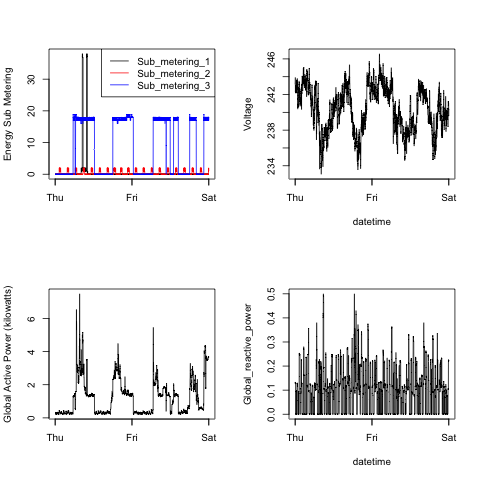 Energy Sub Metering
0
10
20
30
Sub_metering_1
Sub_metering_2
Sub_metering_3
Thu
Fri
Sat
Voltage
234
238
242
246
Thu
Fri
Sat
datetime
Global Active Power (kilowatts)
0
2
4
6
Thu
Fri
Sat
Global_reactive_power
0.0
0.1
0.2
0.3
0.4
0.5
Thu
Fri
Sat
datetime